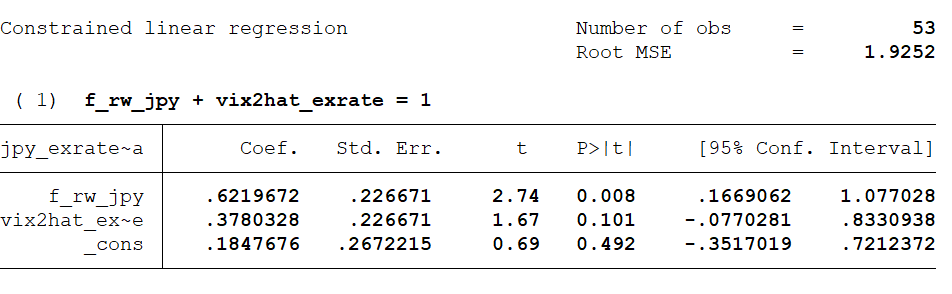 Constrained linear regression Number of obs = 53
Root MSE = 1.9252
( 1) f_rw_jpy + vix2hat_exrate = 1
jpy_exrate~a Coef. Std. Err. t P>|t| [95% Conf. Interval]
f_rw_jpy .6219672 .226671 2.74 0.008 .1669062 1.077028
vix2hat_ex~e .3780328 .226671 1.67 0.101 -.0770281 .8330938
_cons .1847676 .2672215 0.69 0.492 -.3517019 .7212372